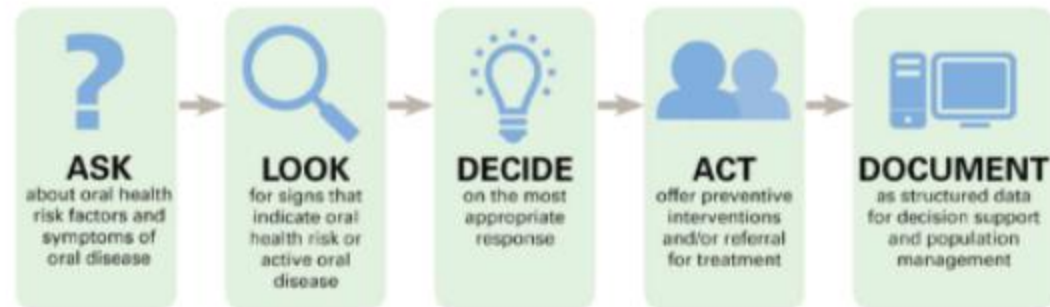 ASK
about oral health
risk factors and
symptoms of
oral disease
LOOK
for signs that
indicate oral
health risk or
active oral
disease
DECIDE
on the most
appropriate
response
ACT
offer preventive
interventions
and/or referral
for treatment
DOCUMENT
as structured data
for decision support
and population
management